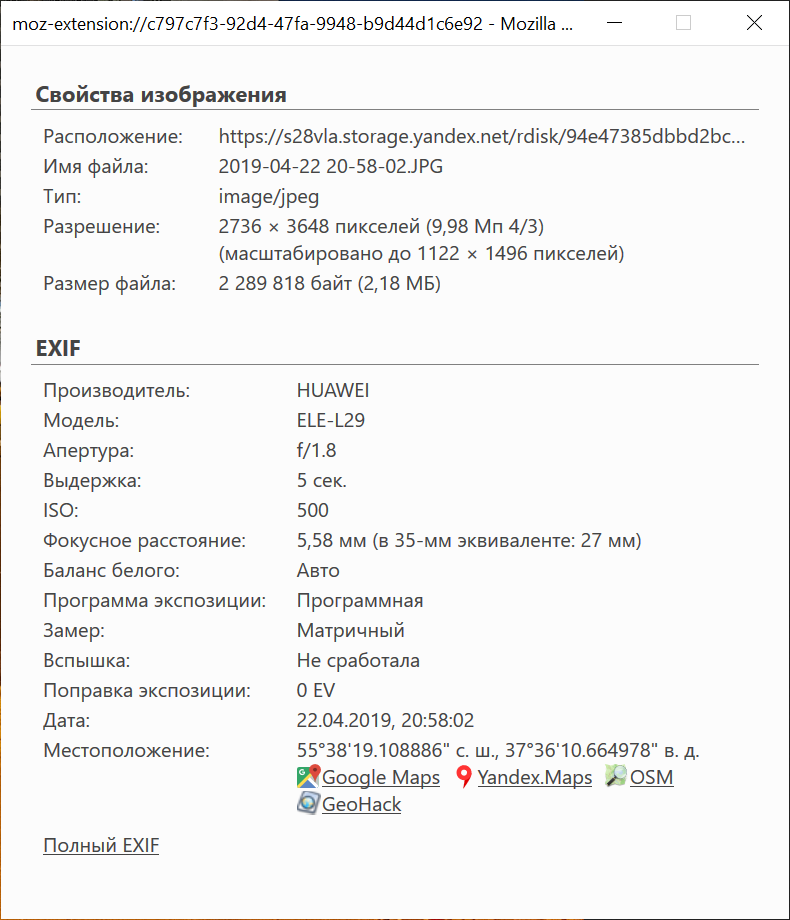 moz-extension://c797c7f3-92d4-47fa-9948-b9d44d1c6e92 - Mozilla ...
Свойства изображения
Расположение: https://s28vla.storage.yandex.net/rdisk/94e47385dbbd2bc...
Имя файла: 2019-04-22 20-58-02.JPG
Тип: image/jpeg
Разрешение: 2736 × 3648 пикселей (9,98 Мп 4/3)
(масштабировано до 1122 × 1496 пикселей)
Размер файла: 2 289 818 байт (2,18 МБ)
EXIF
Производитель: HUAWEI
Модель: ELE-L29
Апертура: f/1.8
Выдержка: 5 сек.
ISO: 500
Фокусное расстояние: 5,58 мм (в 35-мм эквиваленте: 27 мм)
Баланс белого: Авто
Программа экспозиции: Программная
Замер: Матричный
Вспышка: Не сработала
Поправка экспозиции: 0 EV
Дата: 22.04.2019, 20:58:02
Местоположение: 55°38'19.108886" с. ш., 37°36'10.664978" в. д.
Google Maps Yandex.Maps OSM
GeoHack
Полный EXIF